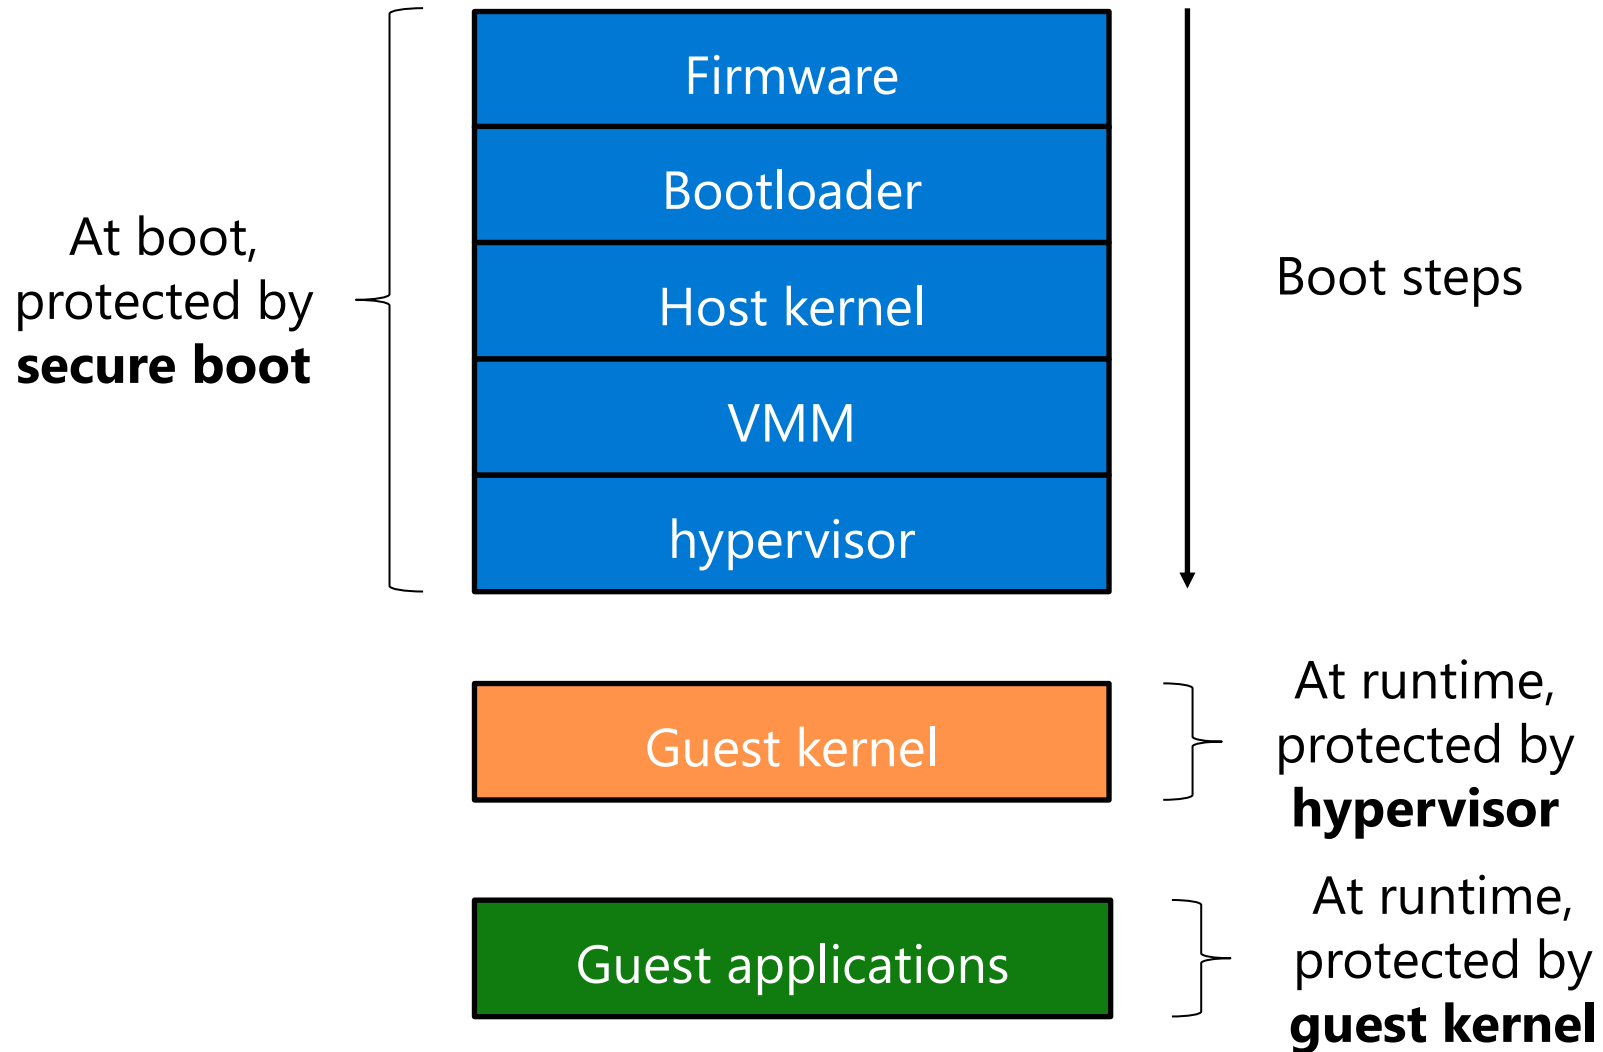 Firmware
Bootloader
Host kernel
VMM
hypervisor
At boot,
protected by
secure boot
Boot steps
Guest kernel
At runtime,
protected by
hypervisor
Guest applications
At runtime,
protected by
guest kernel